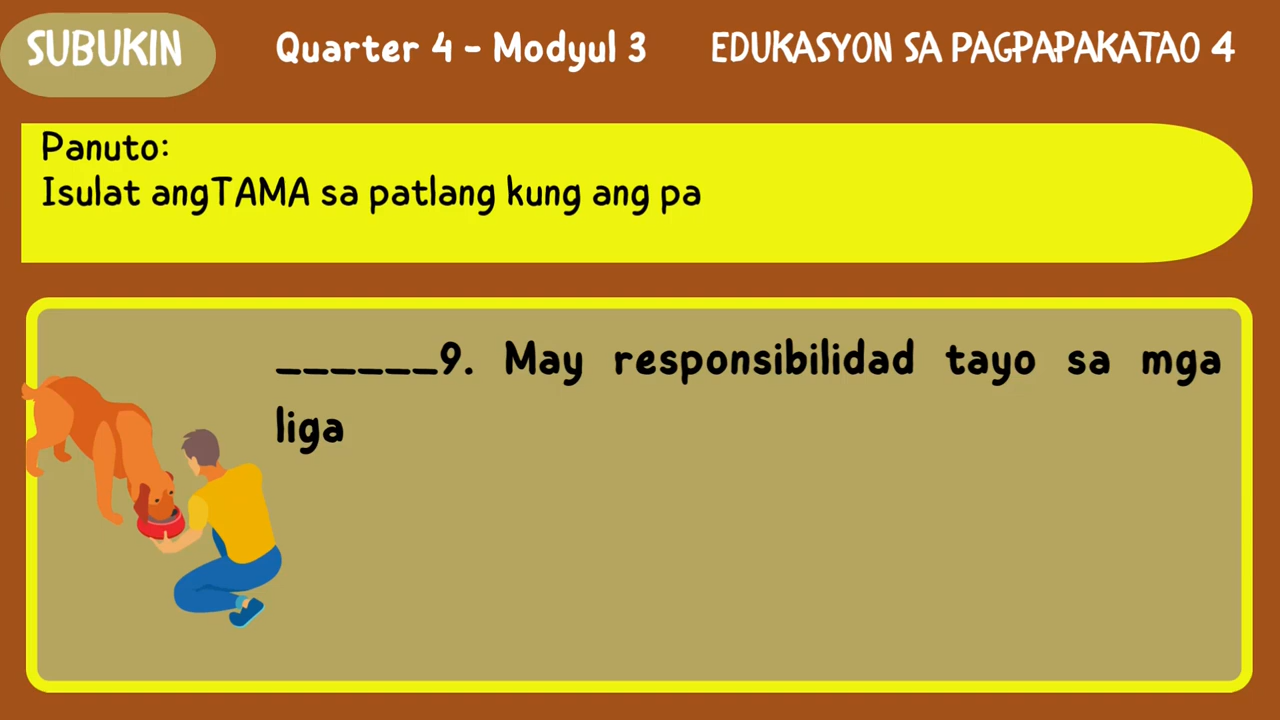 SUBUKIN
Quarter 4 - Modyul 3
EDUKASYON SA PAGPAPAKATAO 4
Panuto:
Isulat angTAMA sa patlang kung ang pa
______9. May responsibilidad tayo sa mga
liga